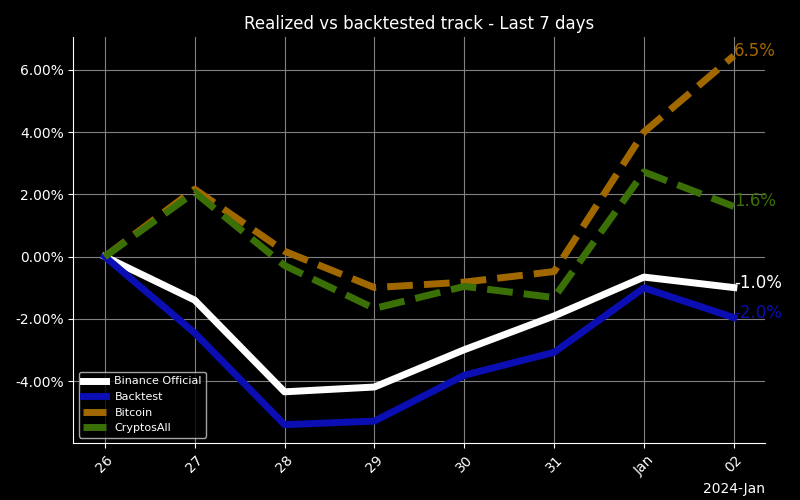 Realized vs backtested track - Last 7 days
6.5%
6.00%
4.00%
2.00%
1.6%
0.00%
-1.0%
-2.00%
-2.0%
-4.00%
Binance Official
Backtest
Bitcoin
CryptosAll
26
27
28
29
30
31
Jan
02
2024-Jan